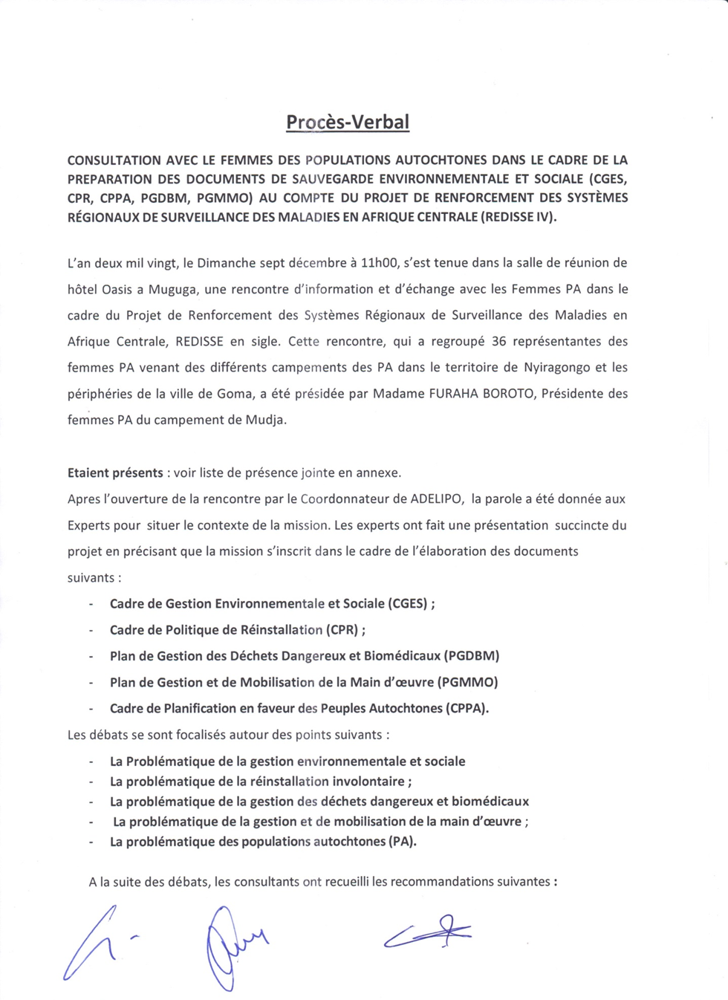 Procès-Verbal
CONSULTATION AVEC LE FEMMES DES POPULATIONS AUTOCHTONES DANS LE CADRE DE LA
PREPARATION DES DOCUMENTS DE SAUVEGARDE ENVIRONNEMENTALE ET SOCIALE (CGES,
CPR, CPPA, PGDBM, PGMMO) AU COMPTE DU PROJET DE RENFORCEMENT DES SYSTÈMES
RÉGIONAUX DE SURVEILLANCE DES MALADIES EN AFRIQUE CENTRALE (REDISSE IV).
L'an deux mil vingt, le Dimanche sept décembre à 11h00, s'est tenue dans la salle de réunion de
hôtel Oasis a Muguga, une rencontre d'information et d'échange avec les Femmes PA dans le
cadre du Projet de Renforcement des Systèmes Régionaux de Surveillance des Maladies en
Afrique Centrale, REDISSE en sigle. Cette rencontre, qui a regroupé 36 représentantes des
femmes PA venant des différents campements des PA dans le territoire de Nyiragongo et les
périphéries de la ville de Goma, a été présidée par Madame FURAHA BOROTO, Présidente des
femmes PA du campement de Mudja.
Etaient présents : voir liste de présence jointe en annexe.
Apres l'ouverture de la rencontre par le Coordonnateur de ADELIPO, la parole a été donnée aux
Experts pour situer le contexte de la mission. Les experts ont fait une présentation succincte du
projet en précisant que la mission s'inscrit dans le cadre de l'élaboration des documents
suivants :
- Cadre de Gestion Environnementale et Sociale (CGES) ;
- Cadre de Politique de Réinstallation (CPR) ;
- Plan de Gestion des Déchets Dangereux et Biomédicaux (PGDBM)
- Plan de Gestion et de Mobilisation de la Main d'œuvre (PGMMO)
- Cadre de Planification en faveur des Peuples Autochtones (CPPA).
Les débats se sont focalisés autour des points suivants :
- La Problématique de la gestion environnementale et sociale
- La problématique de la réinstallation involontaire ;
- La problématique de la gestion des déchets dangereux et biomédicaux
- La problématique de la gestion et de mobilisation de la main d'œuvre ;
- La problématique des populations autochtones (PA).
A la suite des débats, les consultants ont recueilli les recommandations suivantes :